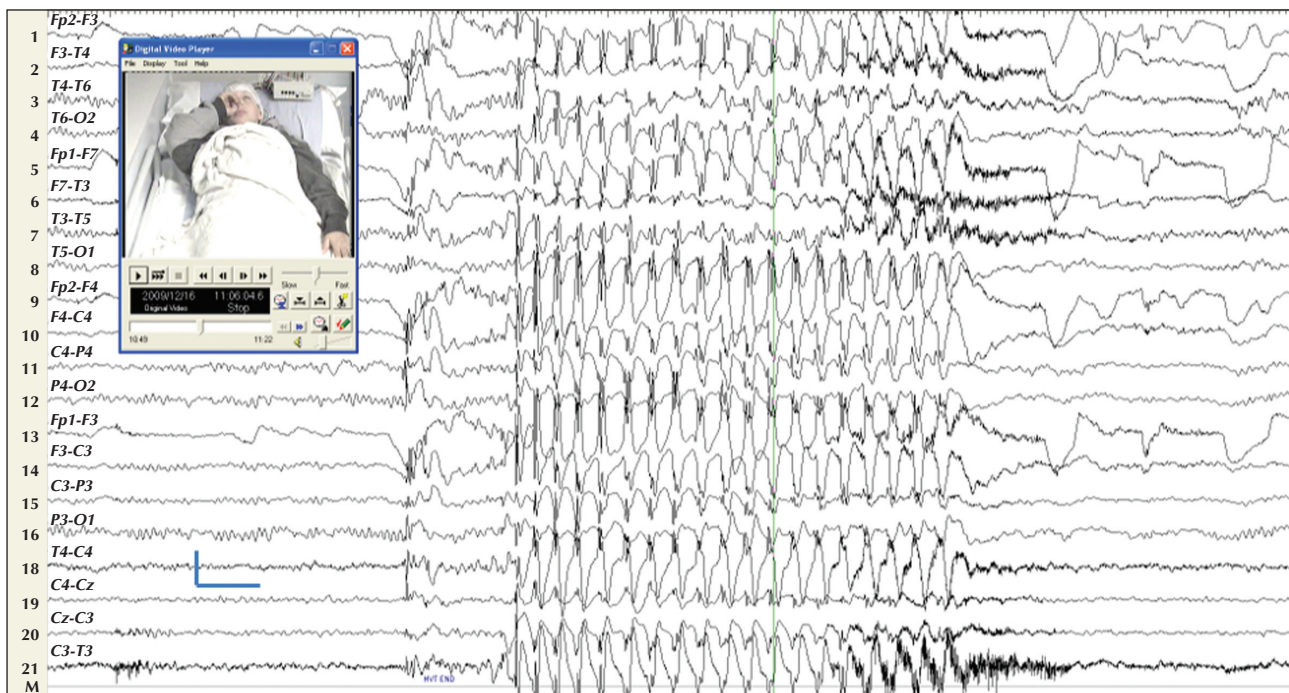 Fp2-F3
1
F3-T4
2
T4-T6
3
T6-O2
4
Fp1-F7
5
F7-T3
6
T3-T5
7
T5-O1
8
Fp2-F4
9
F4-C4
10
C4-P4
11
P4-O2
12
Fp1-F3
13
F3-C3
14
C3-P3
15
P3-O1
16
T4-C4
18
C4-Cz
19
Cz-C3
20
C3-T3
21
M
HVT END
Digital Video Player
File Display Tool Help
Slow Fast
2009/12/16 11:06:04.6
Original Video Stop
10:49 11:22